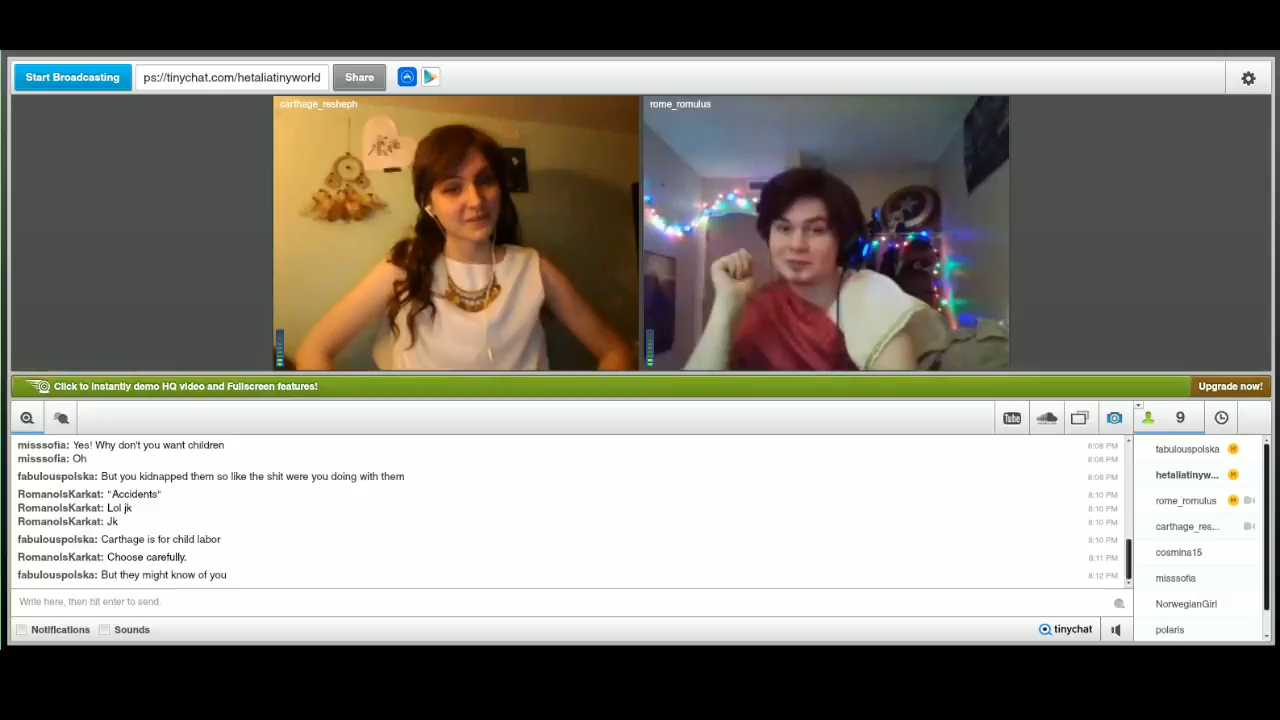 Start Broadcasting
ps://tinychat.com/hetaliatinyworld
Share
carthage_resheph
rome_romulus
Click to instantly demo HQ video and Fullscreen features!
Upgrade now!
You Tube
9
misssofia: Yes! Why don't you want children 8:08 PM
misssofia: Oh 8:08 PM
fabulouspolska: But you kidnapped them so like the shit were you doing with them 8:08 PM
RomanoIsKarkat: "Accidents" 8:10 PM
RomanoIsKarkat: Lol jk 8:10 PM
RomanoIsKarkat: Jk 8:10 PM
fabulouspolska: Carthage is for child labor 8:10 PM
RomanoIsKarkat: Choose carefully. 8:11 PM
fabulouspolska: But they might know of you 8:12 PM
Write here, then hit enter to send.
Notifications
Sounds
tinychat
fabulouspolska M
hetaliatinyw... M
rome_romulus M
carthage_res...
cosmina15
misssofia
NorwegianGirl
polaris